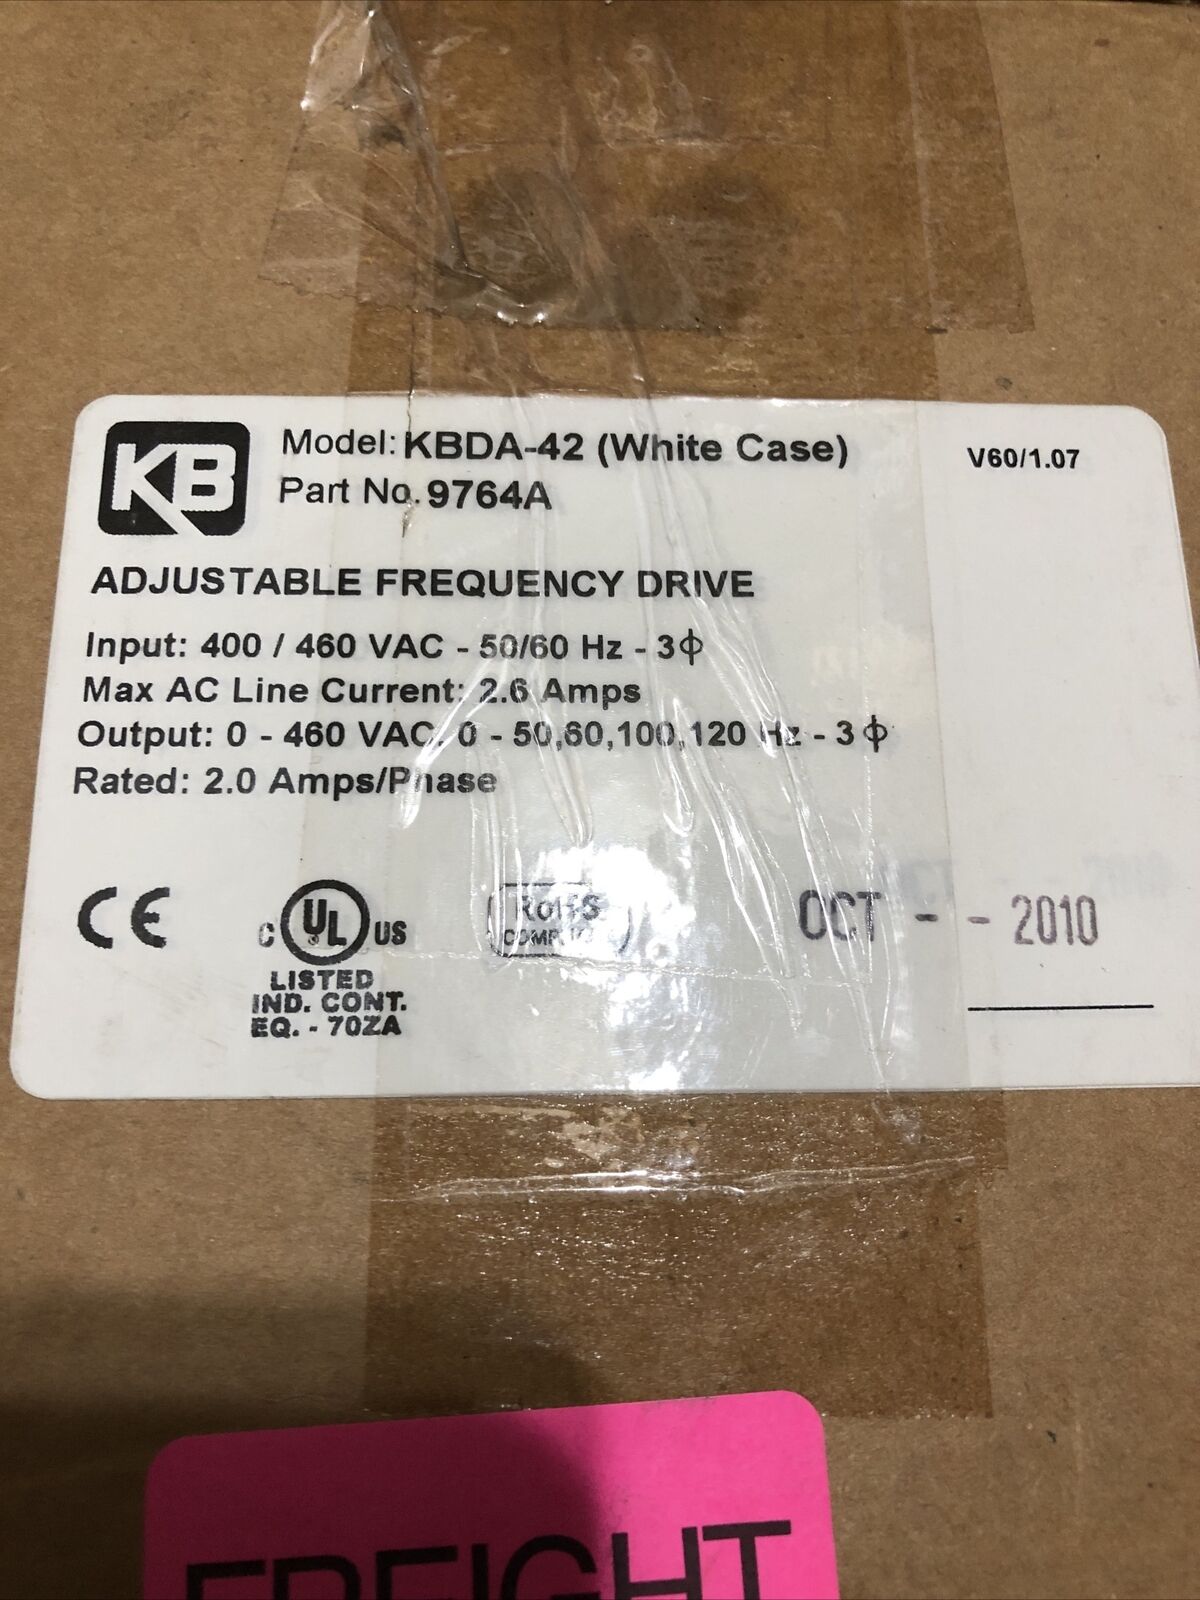 KB
Model: KBDA-42 (White Case)
V60/1.07
Part No. 9764A
ADJUSTABLE FREQUENCY DRIVE
Input: 400 / 460 VAC - 50/60 Hz - 3ϕ
Max AC Line Current: 2.6 Amps
Output: 0 - 460 VAC. 0 - 50,60,100,120 Hz - 3ϕ
Rated: 2.0 Amps/Phase
CE
C UL US
LISTED
IND. CONT.
EQ. - 70ZA
RoHS
OCT - - 2010
FREIGHT